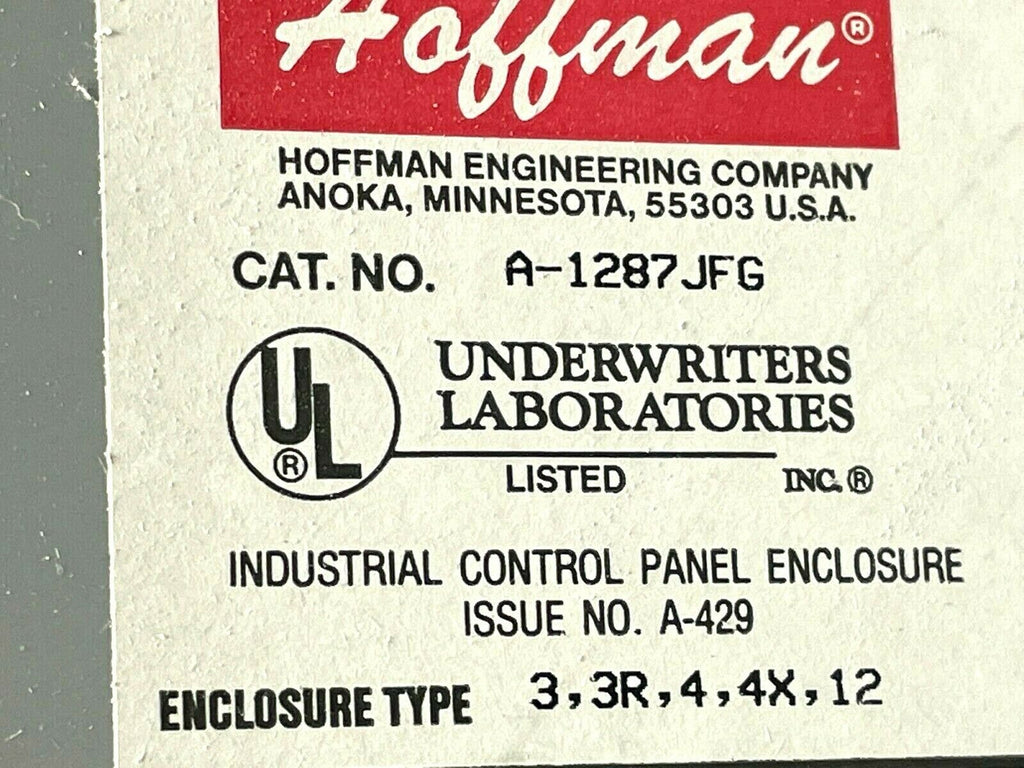 Hoffman®
HOFFMAN ENGINEERING COMPANY
ANOKA, MINNESOTA, 55303 U.S.A.
CAT. NO. A-1287JFG
UL®
UNDERWRITERS
LABORATORIES
LISTED INC.®
INDUSTRIAL CONTROL PANEL ENCLOSURE
ISSUE NO. A-429
ENCLOSURE TYPE 3,3R,4,4X,12